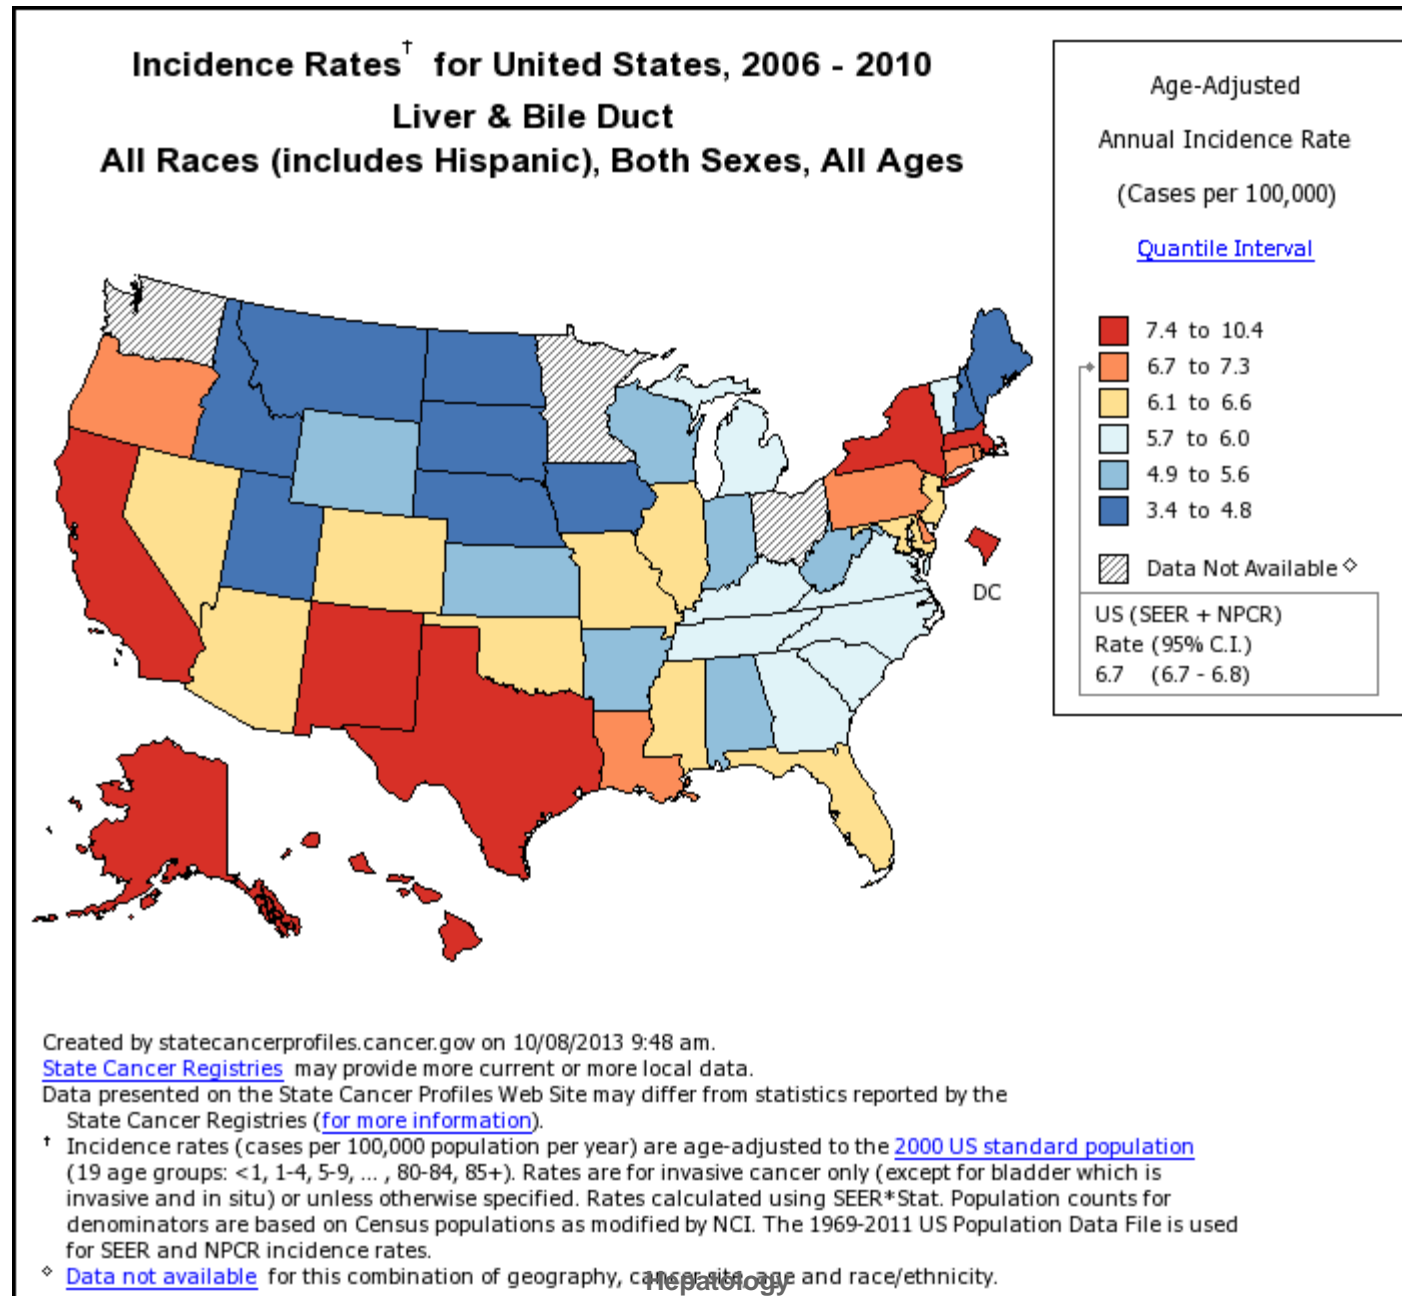 Incidence Rates† for United States, 2006 - 2010
Liver & Bile Duct
All Races (includes Hispanic), Both Sexes, All Ages
Age-Adjusted
Annual Incidence Rate
(Cases per 100,000)
Quantile Interval
7.4 to 10.4
6.7 to 7.3
6.1 to 6.6
5.7 to 6.0
4.9 to 5.6
3.4 to 4.8
Data Not Available ◇
US (SEER + NPCR)
Rate (95% C.I.)
6.7 (6.7 - 6.8)
DC
Created by statecancerprofiles.cancer.gov on 10/08/2013 9:48 am.
State Cancer Registries may provide more current or more local data.
Data presented on the State Cancer Profiles Web Site may differ from statistics reported by the
State Cancer Registries (for more information).
† Incidence rates (cases per 100,000 population per year) are age-adjusted to the 2000 US standard population
(19 age groups: <1, 1-4, 5-9, ... , 80-84, 85+). Rates are for invasive cancer only (except for bladder which is
invasive and in situ) or unless otherwise specified. Rates calculated using SEER*Stat. Population counts for
denominators are based on Census populations as modified by NCI. The 1969-2011 US Population Data File is used
for SEER and NPCR incidence rates.
◇ Data not available for this combination of geography, cancer site, age and race/ethnicity.
Hepatology